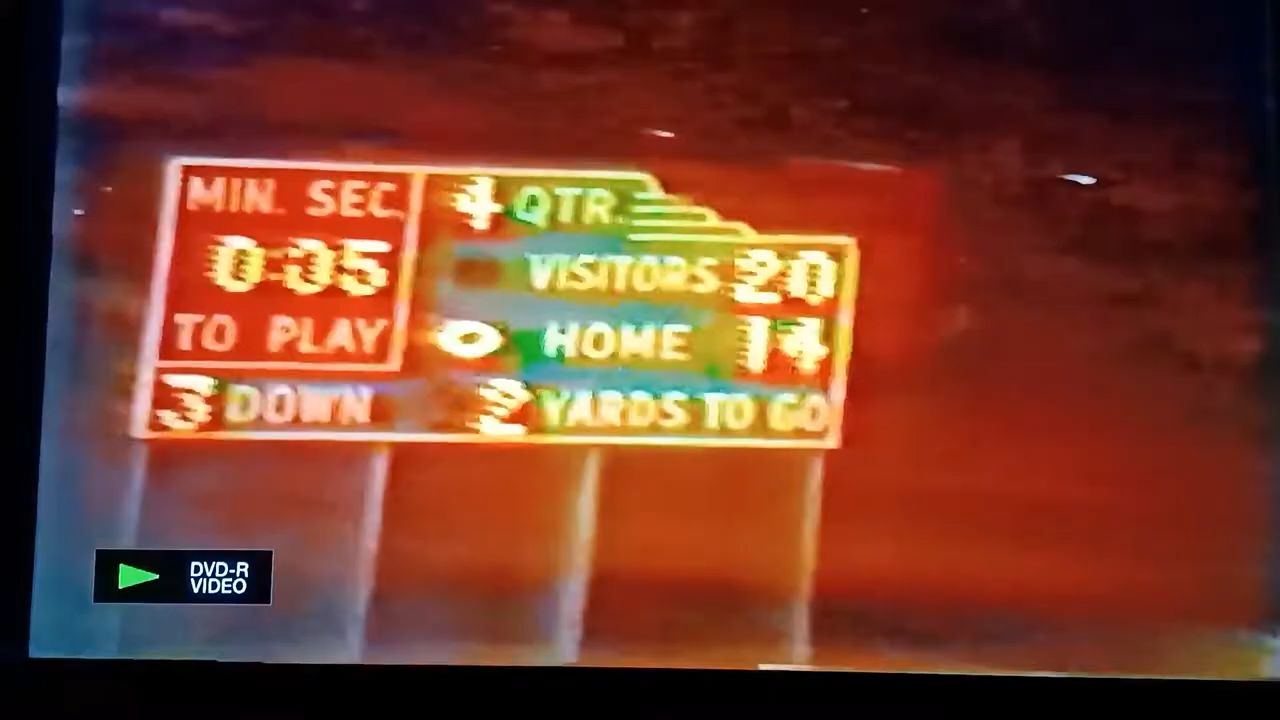 MIN. SEC.
0:35
TO PLAY
4 QTR.
VISITORS 20
HOME 14
3 DOWN 2 YARDS TO GO
DVD-R
VIDEO